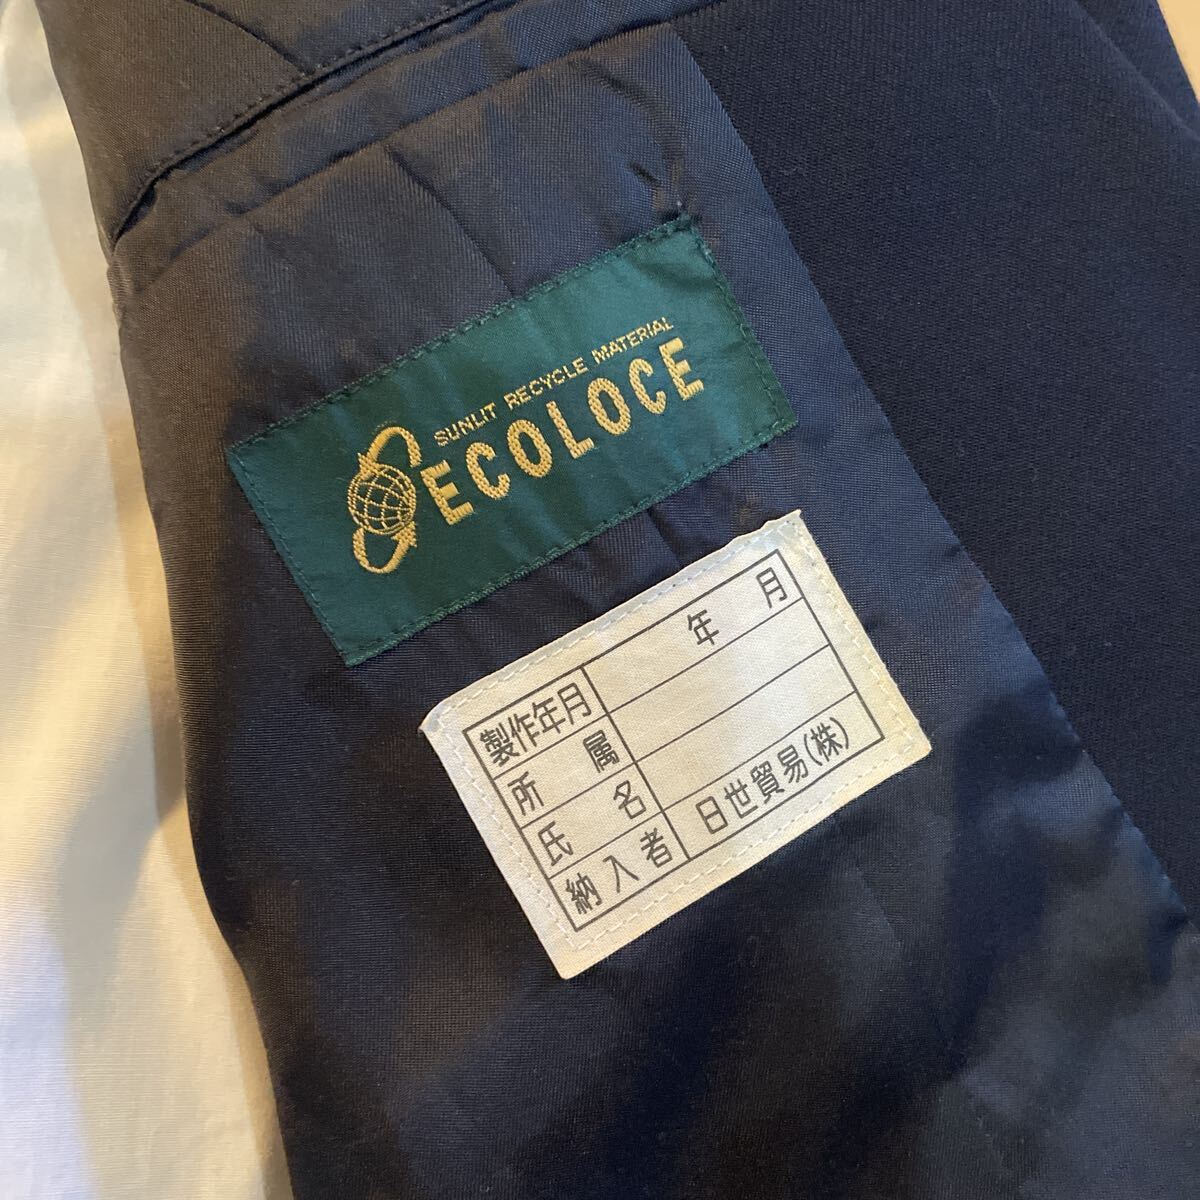 SUNLIT RECYCLE MATERIAL
ECOLOCE
製作年月 年 月
所 属
氏 名
納入者 日世貿易(株)